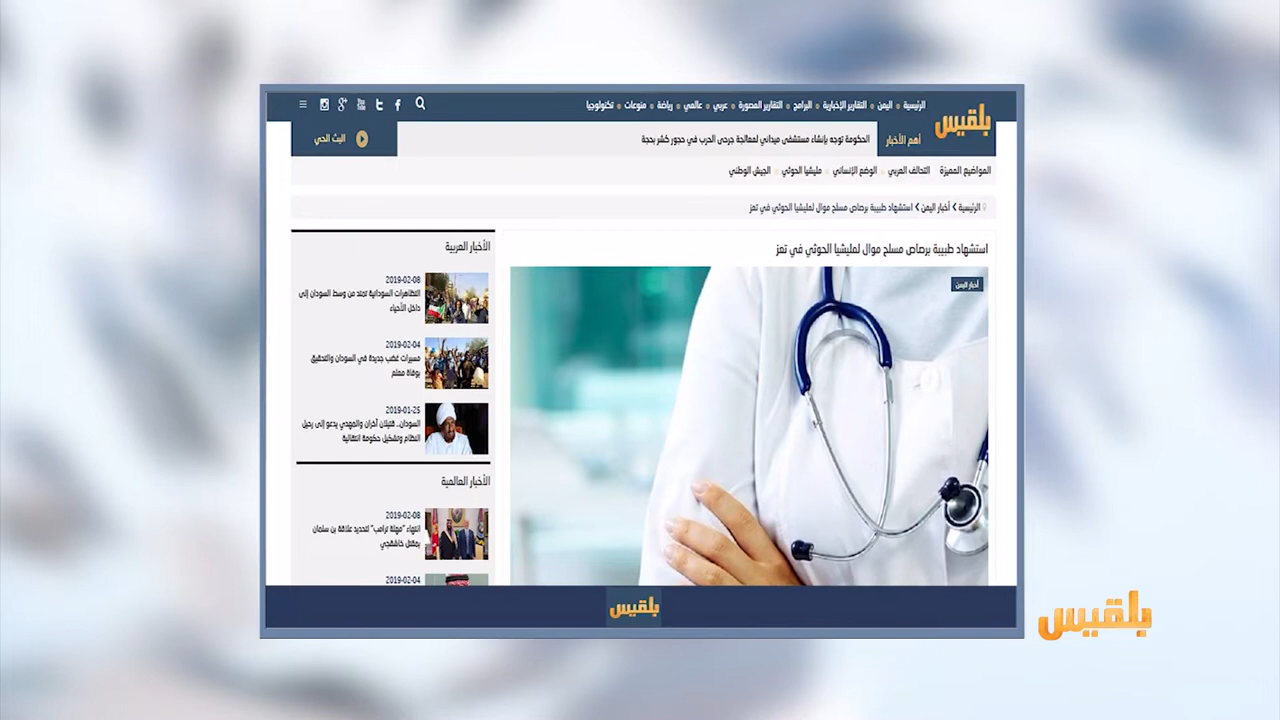 الرئيسية اليمن التقارير الإخبارية البرامج التقارير المصورة عربي عالمي رياضة منوعات تكنولوجيا
بلقيس
أهم الأخبار
الحكومة توجه بإنشاء مستشفى ميداني لمعالجة جرحى الحرب في حجور كشر بحجة
البث الحي
المواضيع المميزة التحالف العربي الوضع الإنساني مليشيا الحوثي الجيش الوطني
الرئيسية > أخبار اليمن > استشهاد طبيبة برصاص مسلح موال لمليشيا الحوثي في تعز
استشهاد طبيبة برصاص مسلح موال لمليشيا الحوثي في تعز
أخبار اليمن
الأخبار العربية
2019-02-08
التظاهرات السودانية تمتد من وسط السودان إلى
داخل الأحياء
2019-02-04
مسيرات غضب جديدة في السودان والتحقيق
بوفاة معلم
2019-01-25
السودان.. قتيلان آخران والمهدي يدعو إلى رحيل
النظام وتشكيل حكومة انتقالية
الأخبار العالمية
2019-02-08
انتهاء "مهلة ترامب" لتحديد علاقة بن سلمان
بمقتل خاشقجي
2019-02-04
بلقيس
بلقيس